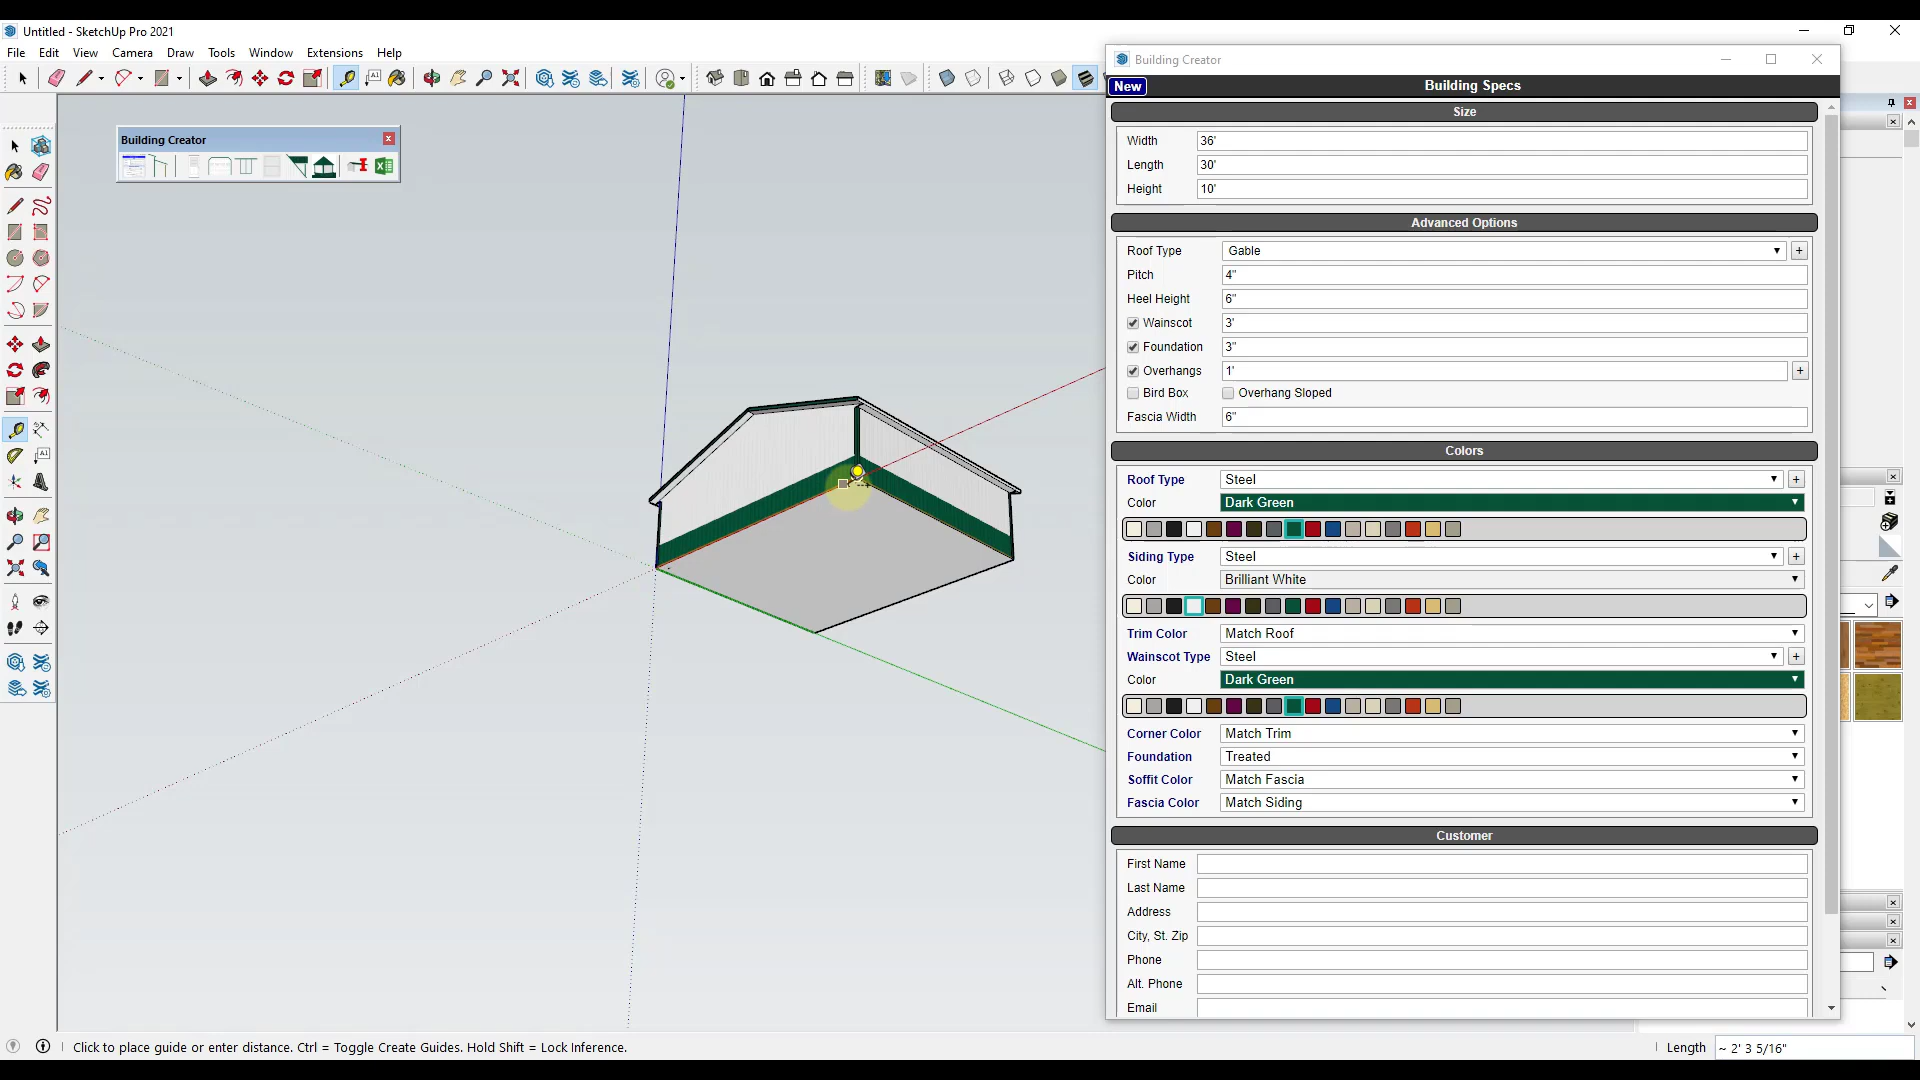 Untitled - SketchUp Pro 2021
File Edit View Camera Draw Tools Window Extensions Help
Building Creator
Building Creator
New Building Specs
Size
Width 36'
Length 30'
Height 10'
Advanced Options
Roof Type Gable
Pitch 4"
Heel Height 6"
Wainscot 3'
Foundation 3"
Overhangs 1'
Bird Box Overhang Sloped
Fascia Width 6"
Colors
Roof Type Steel
Color Dark Green
Siding Type Steel
Color Brilliant White
Trim Color Match Roof
Wainscot Type Steel
Color Dark Green
Corner Color Match Trim
Foundation Treated
Soffit Color Match Fascia
Fascia Color Match Siding
Customer
First Name
Last Name
Address
City, St. Zip
Phone
Alt. Phone
Email
Click to place guide or enter distance. Ctrl = Toggle Create Guides. Hold Shift = Lock Inference.
Length ~ 2' 3 5/16"